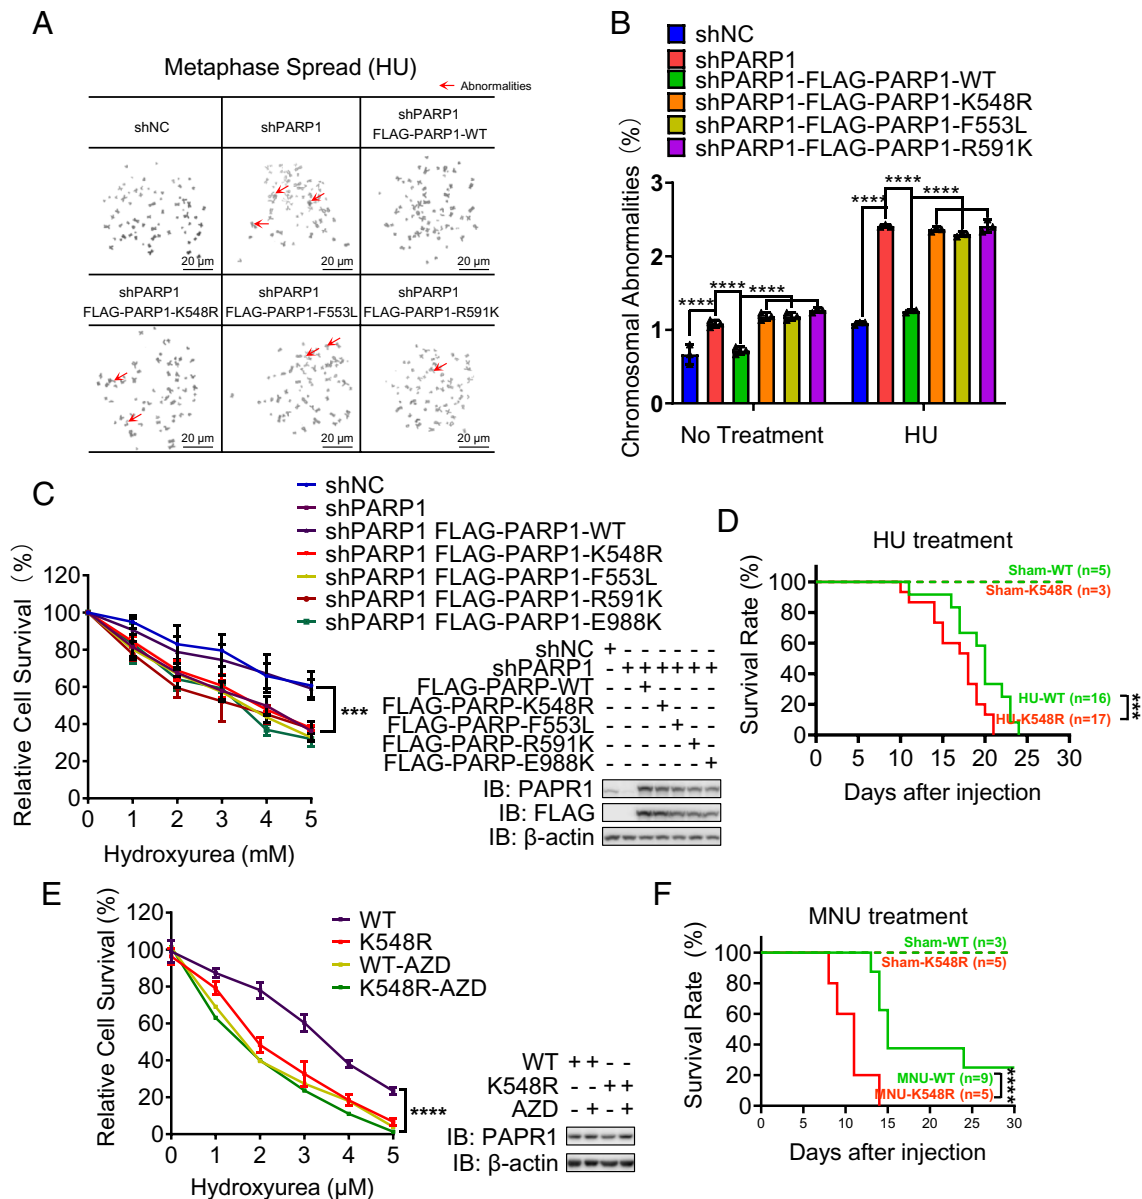 A
Metaphase Spread (HU)
Abnormalities
shNC
shPARP1
shPARP1
FLAG-PARP1-WT
20 µm
20 µm
20 µm
shPARP1
FLAG-PARP1-K548R
shPARP1
FLAG-PARP1-F553L
shPARP1
FLAG-PARP1-R591K
20 µm
20 µm
20 µm
B
shNC
shPARP1
shPARP1-FLAG-PARP1-WT
shPARP1-FLAG-PARP1-K548R
shPARP1-FLAG-PARP1-F553L
shPARP1-FLAG-PARP1-R591K
Chromosomal Abnormalities (%)
3
2
1
0
**** **** ****
**** **** ****
No Treatment
HU
C
shNC
shPARP1
shPARP1 FLAG-PARP1-WT
shPARP1 FLAG-PARP1-K548R
shPARP1 FLAG-PARP1-F553L
shPARP1 FLAG-PARP1-R591K
shPARP1 FLAG-PARP1-E988K
Relative Cell Survival (%)
120
100
80
60
40
20
0
0 1 2 3 4 5
Hydroxyurea (mM)
***
shNC + - - - - - -
shPARP1 - + + + + + +
FLAG-PARP-WT - - + - - - -
FLAG-PARP-K548R - - - + - - -
FLAG-PARP-F553L - - - - + - -
FLAG-PARP-R591K - - - - - + -
FLAG-PARP-E988K - - - - - - +
IB: PAPR1
IB: FLAG
IB: β-actin
D
HU treatment
Survival Rate (%)
100
80
60
40
20
0
0 5 10 15 20 25 30
Days after injection
Sham-WT (n=5)
Sham-K548R (n=3)
HU-WT (n=16)
HU-K548R (n=17)
***
E
Relative Cell Survival (%)
120
100
80
60
40
20
0
0 1 2 3 4 5
Hydroxyurea (µM)
WT
K548R
WT-AZD
K548R-AZD
****
WT + + - -
K548R - - + +
AZD - + - +
IB: PAPR1
IB: β-actin
F
MNU treatment
Survival Rate (%)
100
80
60
40
20
0
0 5 10 15 20 25 30
Days after injection
Sham-WT (n=3)
Sham-K548R (n=5)
MNU-WT (n=9)
MNU-K548R (n=5)
****